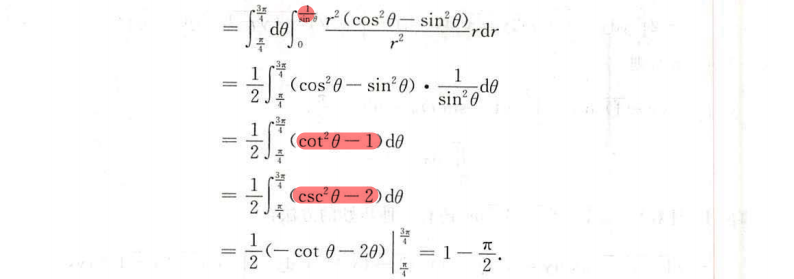 = ∫_{π/4}^{3π/4} dθ ∫_0^{1/sin θ} r²(cos²θ − sin²θ)/r² rdr
= 1/2 ∫_{π/4}^{3π/4} (cos²θ − sin²θ) · 1/sin²θ dθ
= 1/2 ∫_{π/4}^{3π/4} (cot²θ − 1)dθ
= 1/2 ∫_{π/4}^{3π/4} (csc²θ − 2)dθ
= 1/2 (− cot θ − 2θ) |_{π/4}^{3π/4} = 1 − π/2.